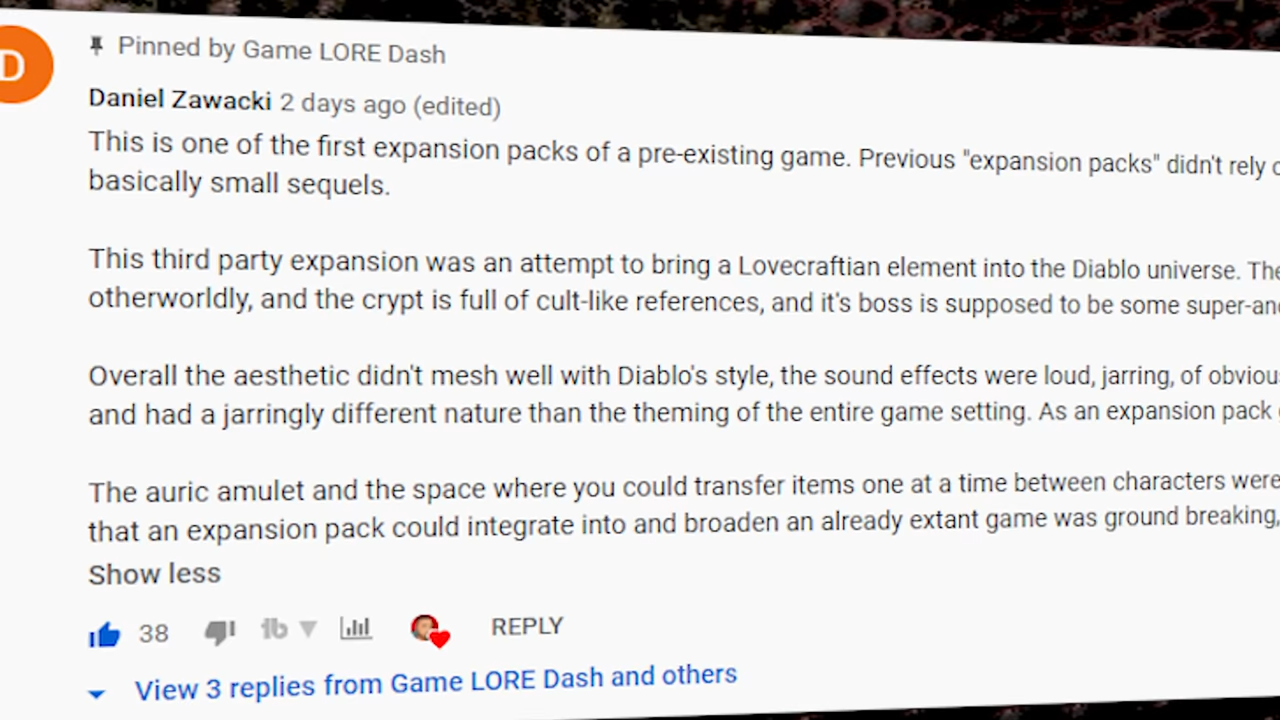 D
Pinned by Game LORE Dash
Daniel Zawacki 2 days ago (edited)
This is one of the first expansion packs of a pre-existing game. Previous "expansion packs" didn't rely
basically small sequels.
This third party expansion was an attempt to bring a Lovecraftian element into the Diablo universe. The
otherworldly, and the crypt is full of cult-like references, and it's boss is supposed to be some
Overall the aesthetic didn't mesh well with Diablo's style, the sound effects were loud, jarring, of
and had a jarringly different nature than the theming of the entire game setting. As an expansion pack
The auric amulet and the space where you could transfer items one at a time between characters were
that an expansion pack could integrate into and broaden an already extant game was ground breaking,
Show less
38
REPLY
View 3 replies from Game LORE Dash and others